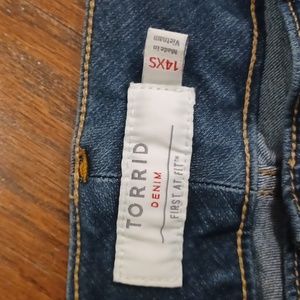 TORRID
DENIM
FIRST AT FIT™
14XS
Made in
Vietnam